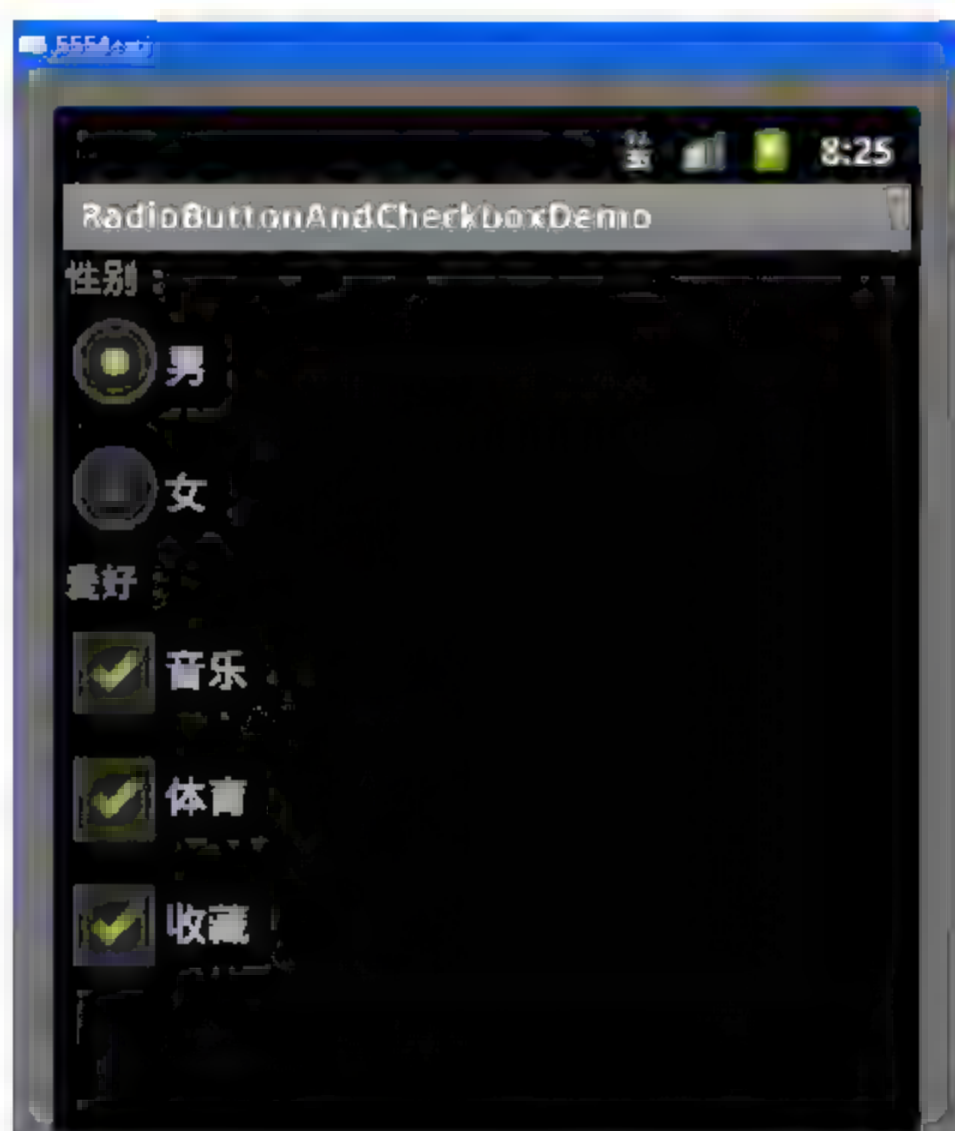 8:25
RadioButtonAndCheckboxDemo
性别
男
女
爱好
音乐
体育
收藏